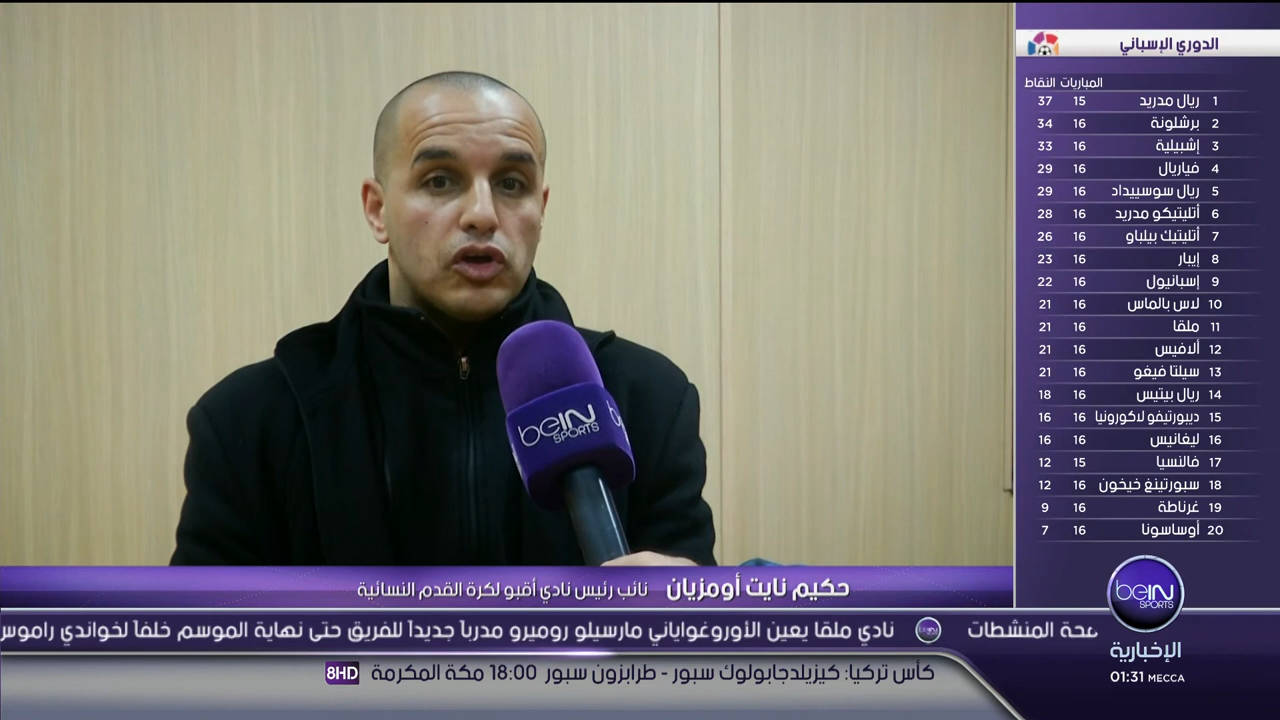 الدوري الإسباني
المباريات النقاط
1 ريال مدريد 15 37
2 برشلونة 16 34
3 إشبيلية 16 33
4 فياريال 16 29
5 ريال سوسييداد 16 29
6 أتليتيكو مدريد 16 28
7 أتليتيك بيلباو 16 26
8 إيبار 16 23
9 إسبانيول 16 22
10 لاس بالماس 16 21
11 ملقا 16 21
12 ألافيس 16 21
13 سيلتا فيغو 16 21
14 ريال بيتيس 16 18
15 ديبورتيفو لاكورونيا 16 16
16 ليغانيس 16 16
17 فالنسيا 15 12
18 سبورتينغ خيخون 16 12
19 غرناطة 16 9
20 أوساسونا 16 7
beIN
SPORTS
حكيم نايت أومزيان نائب رئيس نادي أقبو لكرة القدم النسائية
beIN
SPORTS
الإخبارية
01:31 MECCA
المنشطات نادي ملقا يعين الأوروغواياني مارسيلو روميرو مدرباً جديداً للفريق حتى نهاية الموسم خلفاً لخواندي راموس
كأس تركيا: كيزيلدجابولوك سبور - طرابزون سبور 18:00 مكة المكرمة 8HD